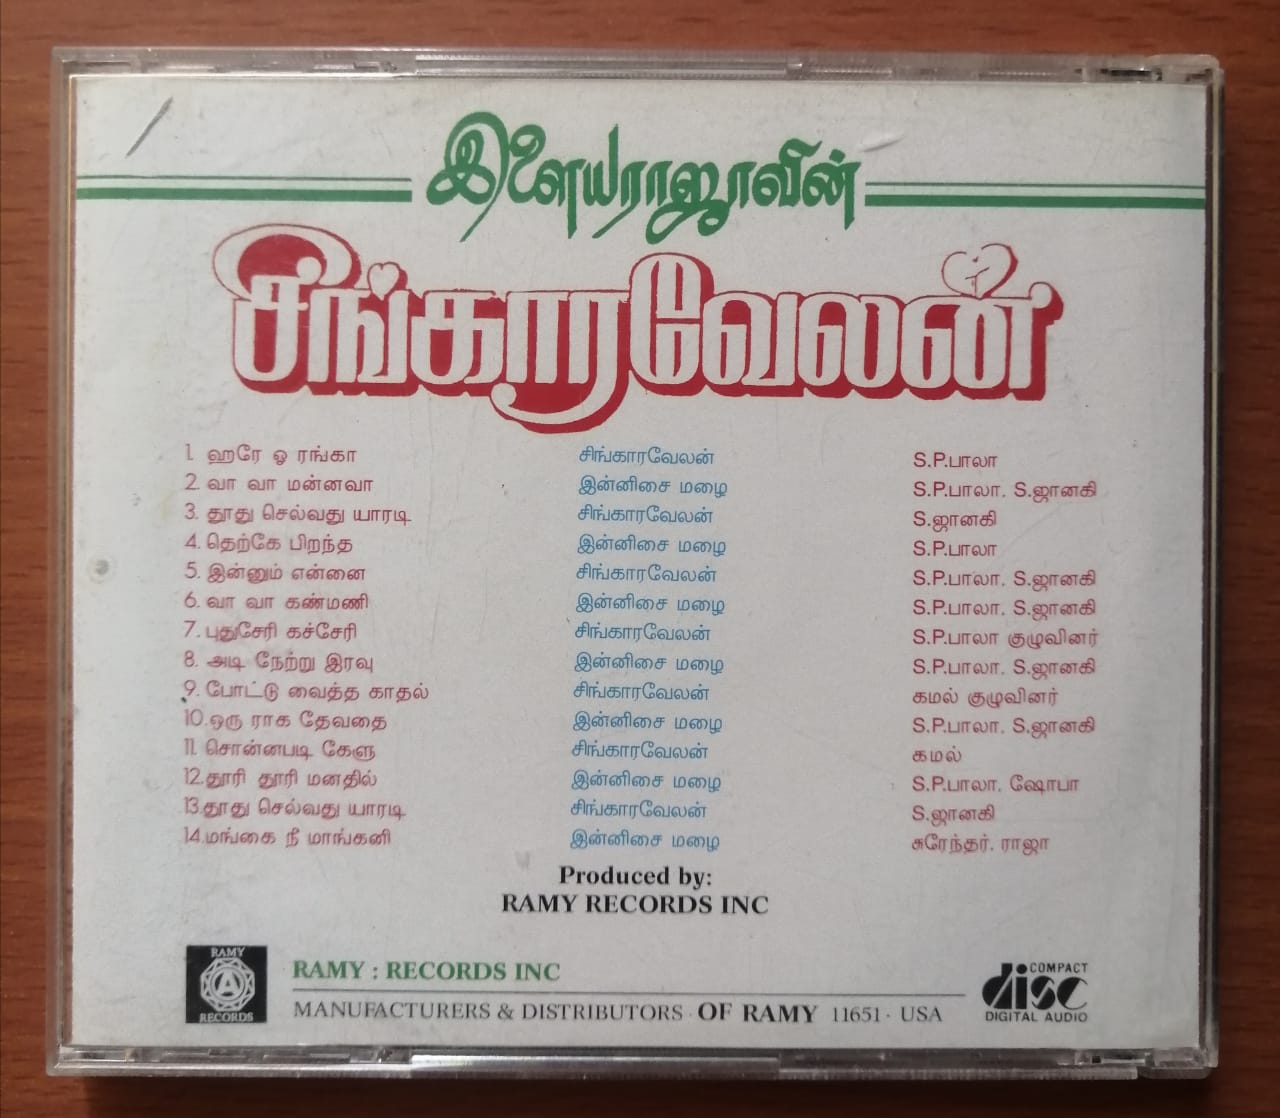 இளையராஜாவின்
சிங்காரவேலன்
1. ஹரே ஓ ரங்கா சிங்காரவேலன் S.P.பாலா
2. வா வா மன்னவா இன்னிசை மழை S.P.பாலா. S.ஜானகி
3. தூது செல்வது யாரடி சிங்காரவேலன் S.ஜானகி
4. தெற்கே பிறந்த இன்னிசை மழை S.P.பாலா
5. இன்னும் என்னை சிங்காரவேலன் S.P.பாலா. S.ஜானகி
6. வா வா கண்மணி இன்னிசை மழை S.P.பாலா. S.ஜானகி
7. புதுசேரி கச்சேரி சிங்காரவேலன் S.P.பாலா குழுவினர்
8. அடி நேற்று இரவு இன்னிசை மழை S.P.பாலா. S.ஜானகி
9. போட்டு வைத்த காதல் சிங்காரவேலன் கமல் குழுவினர்
10.ஒரு ராக தேவதை இன்னிசை மழை S.P.பாலா. S.ஜானகி
11. சொன்னபடி கேளு சிங்காரவேலன் கமல்
12.தூரி தூரி மனதில் இன்னிசை மழை S.P.பாலா. ஷோபா
13.தூது செல்வது யாரடி சிங்காரவேலன் S.ஜானகி
14.மங்கை நீ மாங்கனி இன்னிசை மழை சுரேந்தர். ராஜா
Produced by:
RAMY RECORDS INC
RAMY
A
RECORDS
RAMY : RECORDS INC
MANUFACTURERS & DISTRIBUTORS · OF RAMY 11651 · USA
COMPACT
disc
DIGITAL AUDIO